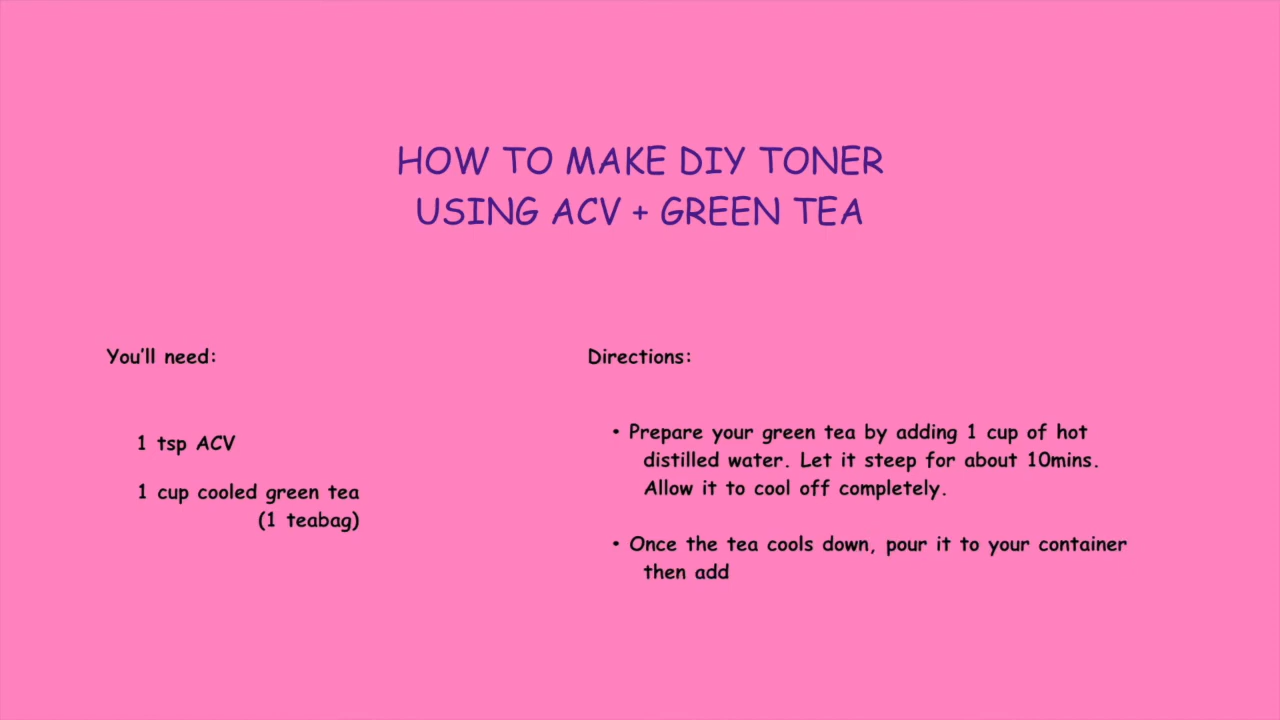 HOW TO MAKE DIY TONER
USING ACV + GREEN TEA
You'll need:
1 tsp ACV
1 cup cooled green tea
(1 teabag)
Directions:
• Prepare your green tea by adding 1 cup of hot
distilled water. Let it steep for about 10mins.
Allow it to cool off completely.
• Once the tea cools down, pour it to your container
then add